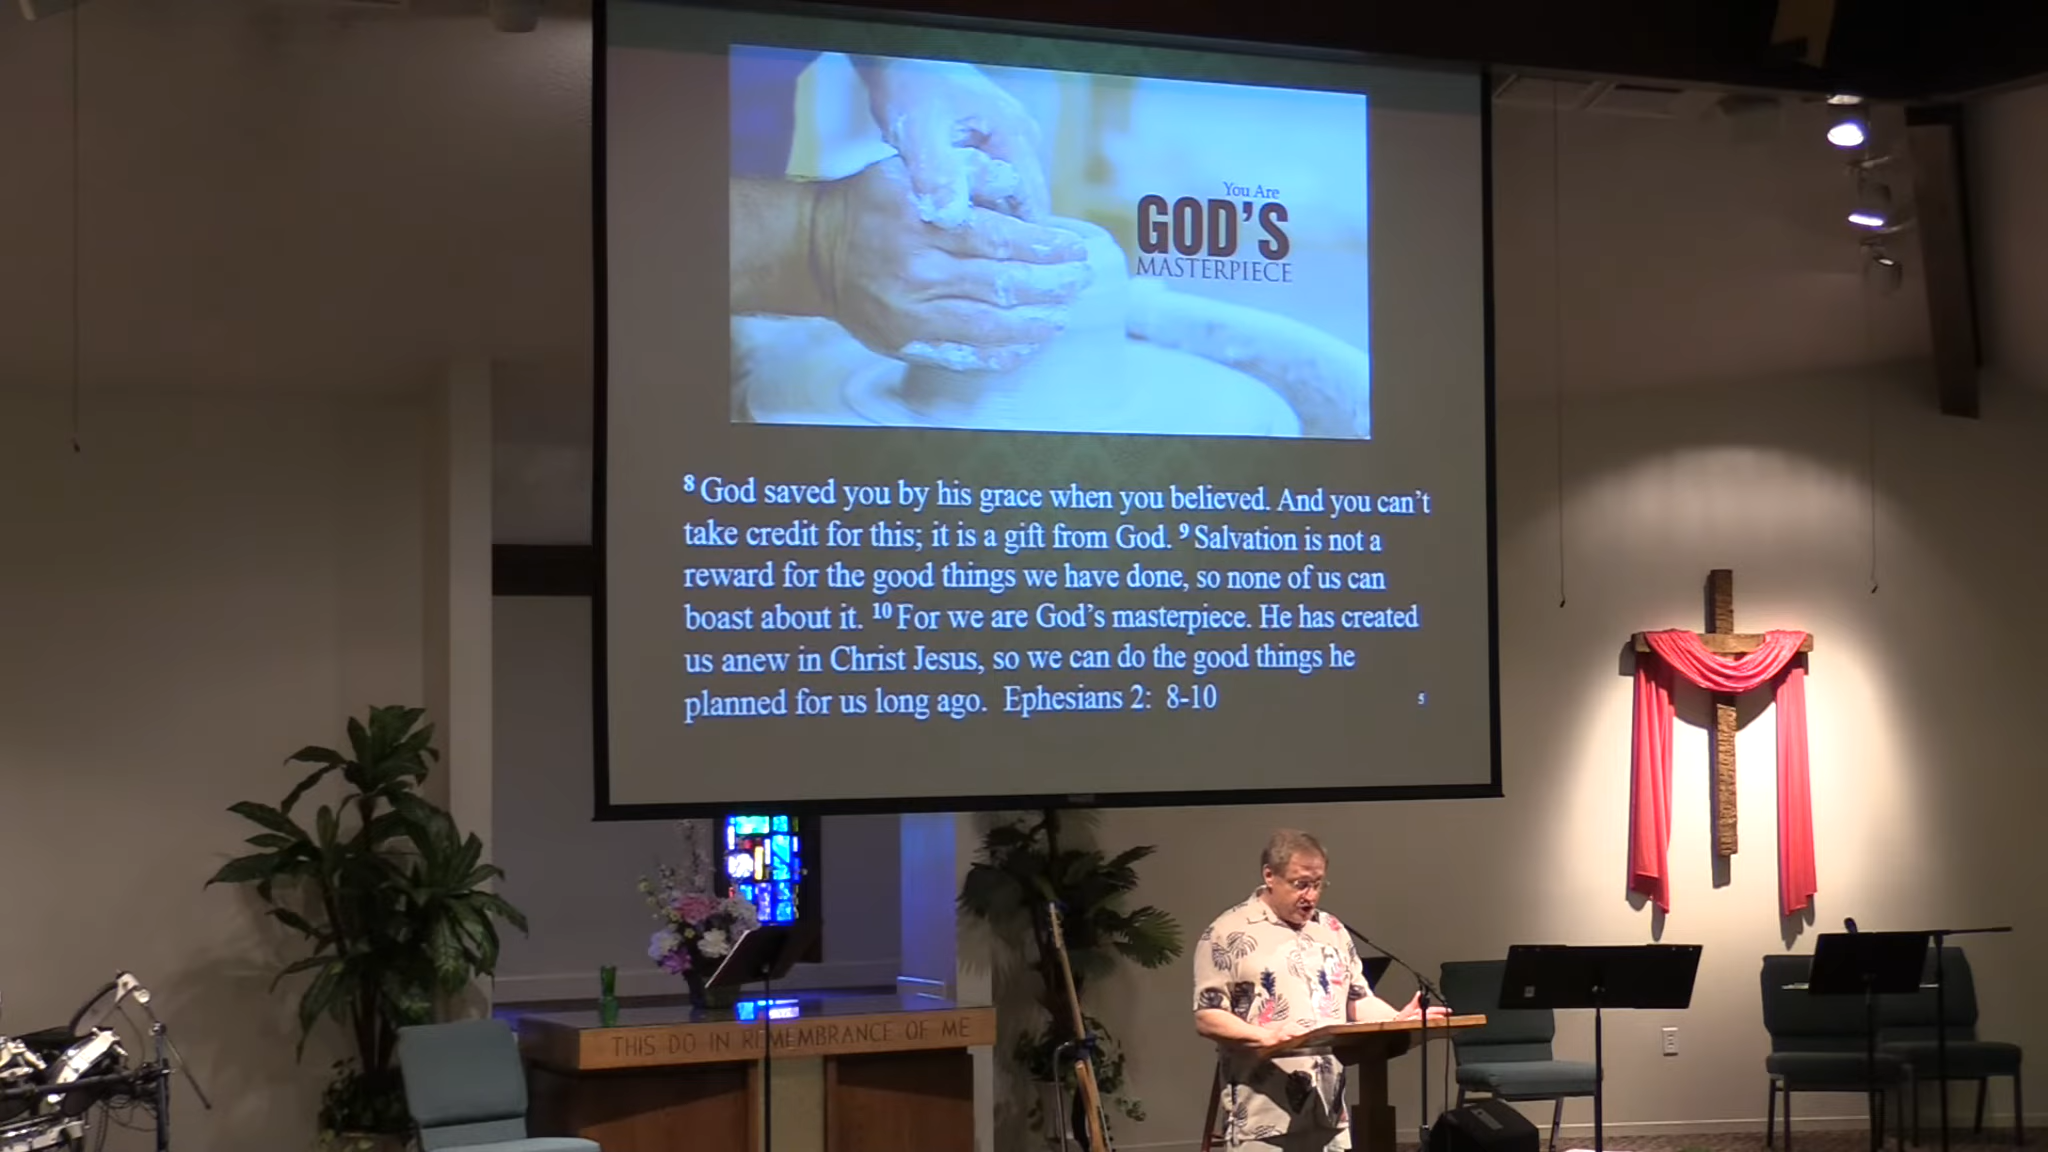 You Are
GOD'S
MASTERPIECE
8 God saved you by his grace when you believed. And you can't
take credit for this; it is a gift from God. 9 Salvation is not a
reward for the good things we have done, so none of us can
boast about it. 10 For we are God's masterpiece. He has created
us anew in Christ Jesus, so we can do the good things he
planned for us long ago.  Ephesians 2:  8-10
5
THIS DO IN REMEMBRANCE OF ME